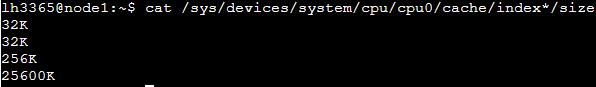 lh3365@node1:~$ cat /sys/devices/system/cpu/cpu0/cache/index*/size
32K
32K
256K
25600K